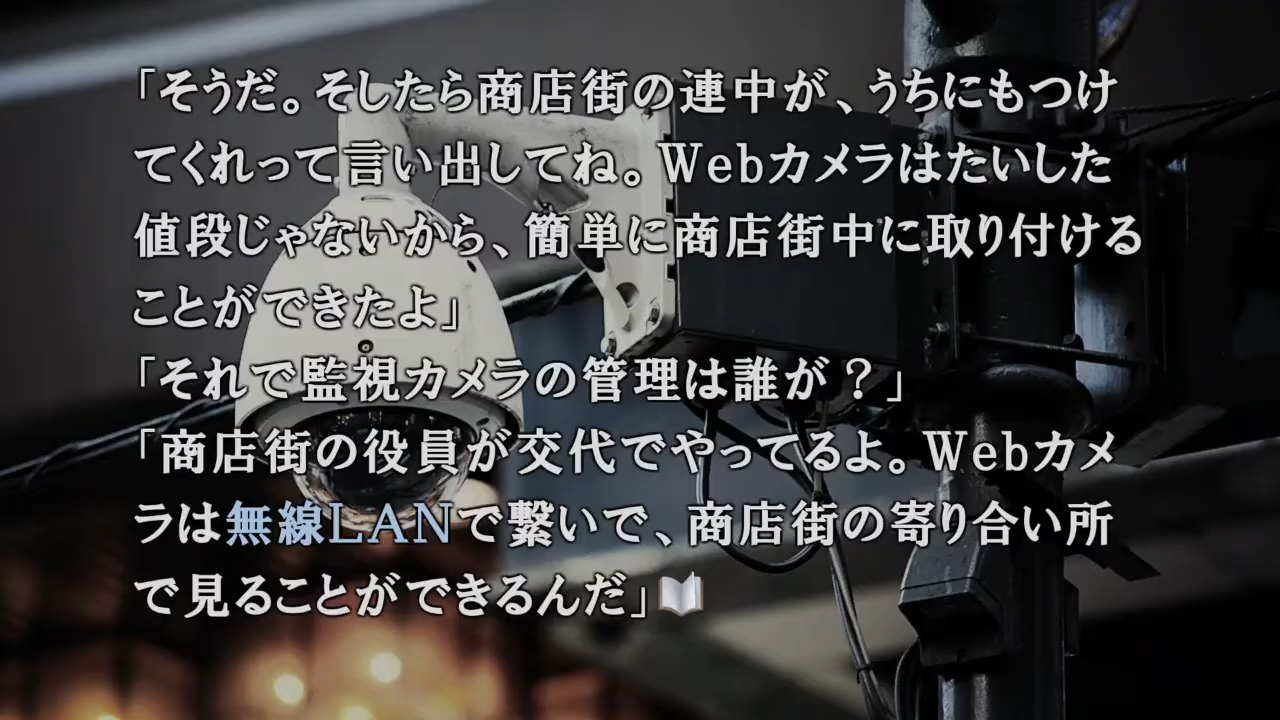 「そうだ。そしたら商店街の連中が、うちにもつけ
てくれって言い出してね。Webカメラはたいした
値段じゃないから、簡単に商店街中に取り付ける
ことができたよ」
「それで監視カメラの管理は誰が？」
「商店街の役員が交代でやってるよ。Webカメ
ラは無線LANで繋いで、商店街の寄り合い所
で見ることができるんだ」